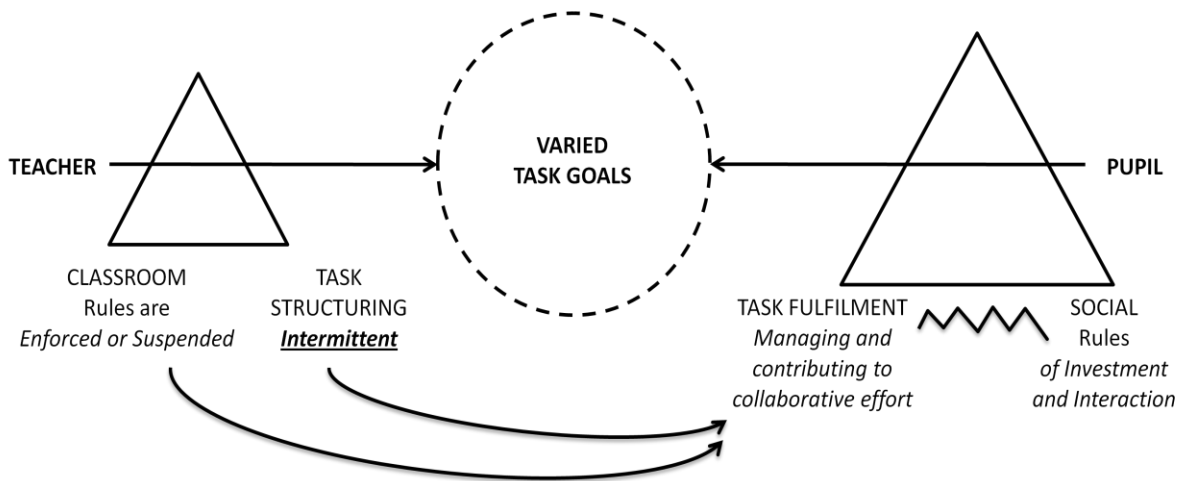 TEACHER
VARIED
TASK GOALS
PUPIL
CLASSROOM
Rules are
Enforced or Suspended
TASK
STRUCTURING
Intermittent
TASK FULFILMENT
Managing and
contributing to
collaborative effort
SOCIAL
Rules
of Investment
and Interaction